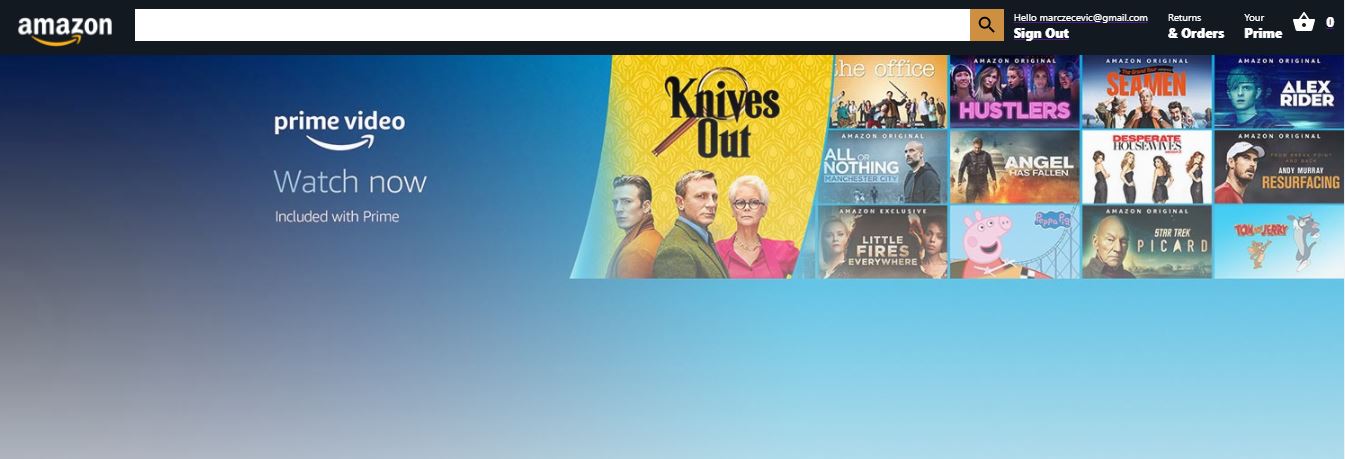 amazon
Hello marczecevic@gmail.com
Sign Out
Returns
& Orders
Your
Prime
0
prime video
Watch now
Included with Prime
Knives
Out
the office
AMAZON ORIGINAL
HUSTLERS
The Grand Tour
SEAMEN
AMAZON ORIGINAL
ALEX
RIDER
AMAZON ORIGINAL
ALL OR
NOTHING
MANCHESTER CITY
ANGEL
HAS FALLEN
DESPERATE
HOUSEWIVES
AMAZON ORIGINAL
FROM BREAK POINT
AND BACK
ANDY MURRAY
RESURFACING
AMAZON EXCLUSIVE
LITTLE
FIRES
EVERYWHERE
Peppa Pig
AMAZON ORIGINAL
STAR TREK
PICARD
TOM AND JERRY